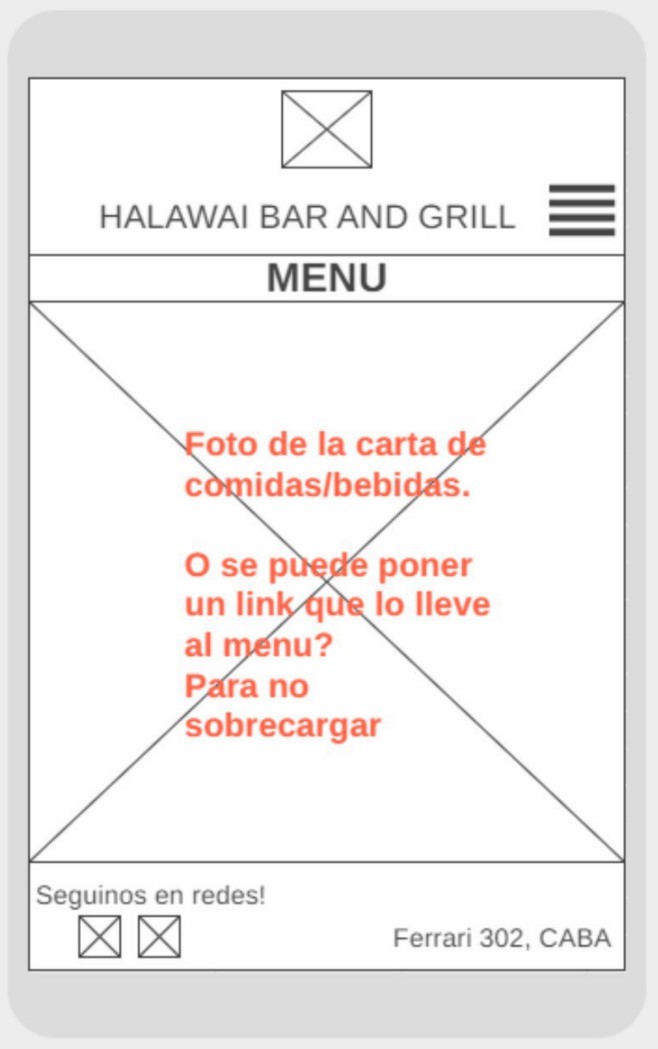 HALAWAI BAR AND GRILL
MENU
Foto de la carta de
comidas/bebidas.
O se puede poner
un link que lo lleve
al menu?
Para no
sobrecargar
Seguinos en redes!
Ferrari 302, CABA